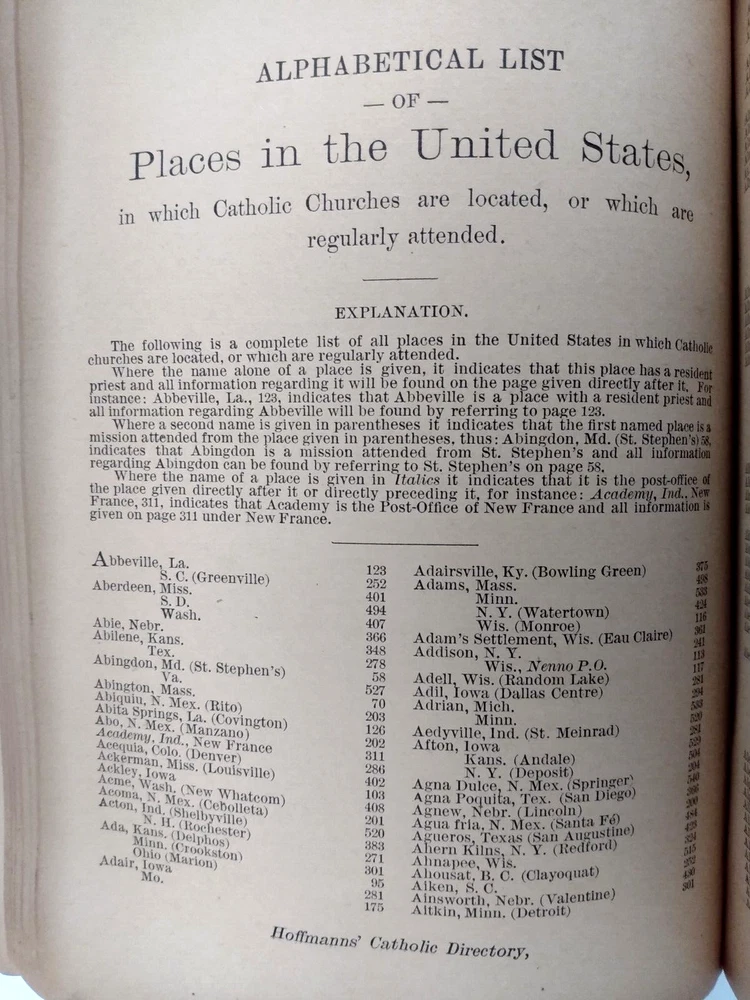 ALPHABETICAL LIST
— OF —
Places in the United States,
in which Catholic Churches are located, or which are
regularly attended.
EXPLANATION.
The following is a complete list of all places in the United States in which Catholic
churches are located, or which are regularly attended.
Where the name alone of a place is given, it indicates that this place has a resident
priest and all information regarding it will be found on the page given directly after it. For
instance: Abbeville, La., 123, indicates that Abbeville is a place with a resident priest and
all information regarding Abbeville will be found by referring to page 123.
Where a second name is given in parentheses it indicates that the first named place is a
mission attended from the place given in parentheses, thus: Abingdon, Md. (St. Stephen's) 58,
indicates that Abingdon is a mission attended from St. Stephen's and all information
regarding Abingdon can be found by referring to St. Stephen's on page 58.
Where the name of a place is given in Italics it indicates that it is the post-office of
the place given directly after it or directly preceding it, for instance: Academy, Ind., New
France, 311, indicates that Academy is the Post-Office of New France and all information is
given on page 311 under New France.
Abbeville, La. 123
S. C. (Greenville) 252
Aberdeen, Miss. 401
S. D. 494
Wash. 407
Abie, Nebr. 366
Abilene, Kans. 348
Tex. 278
Abingdon, Md. (St. Stephen's) 58
Va. 527
Abington, Mass. 70
Abiquiu, N. Mex. (Rito) 203
Abita Springs, La. (Covington) 126
Abo, N. Mex. (Manzano) 202
Academy, Ind., New France 311
Acequia, Colo. (Denver) 286
Ackerman, Miss. (Louisville) 402
Ackley, Iowa 103
Acme, Wash. (New Whatcom) 408
Acoma, N. Mex. (Cebolleta) 201
Acton, Ind. (Shelbyville) 520
N. H. (Rochester) 383
Ada, Kans. (Delphos) 271
Minn. (Crookston) 301
Ohio (Marion) 95
Adair, Iowa 281
Mo. 175
Adairsville, Ky. (Bowling Green)
Adams, Mass.
Minn.
N. Y. (Watertown)
Wis. (Monroe)
Adam's Settlement, Wis. (Eau Claire)
Addison, N. Y.
Wis., Nenno P.O.
Adell, Wis. (Random Lake)
Adil, Iowa (Dallas Centre)
Adrian, Mich.
Minn.
Aedyville, Ind. (St. Meinrad)
Afton, Iowa
Kans. (Andale)
N. Y. (Deposit)
Agna Dulce, N. Mex. (Springer)
Agna Poquita, Tex. (San Diego)
Agnew, Nebr. (Lincoln)
Agua fria, N. Mex. (Santa Fé)
Agueros, Texas (San Augustine)
Ahern Kilns, N. Y. (Redford)
Ahnapee, Wis.
Ahousat, B. C. (Clayoquat)
Aiken, S. C.
Ainsworth, Nebr. (Valentine)
Aitkin, Minn. (Detroit)
Hoffmanns' Catholic Directory,